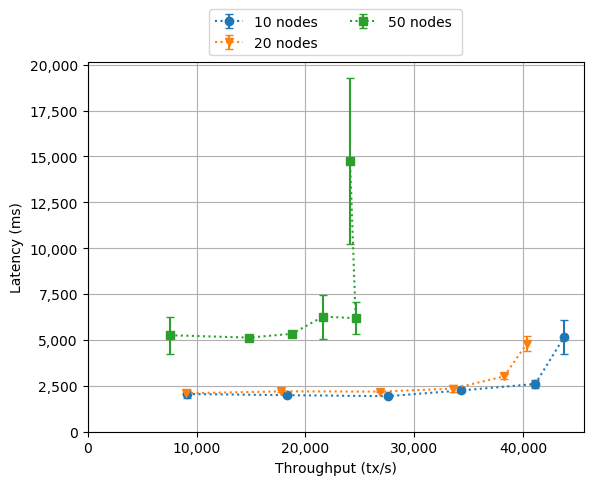 10 nodes
20 nodes
50 nodes
20,000
17,500
15,000
12,500
10,000
7,500
5,000
2,500
0
Latency (ms)
0
10,000
20,000
30,000
40,000
Throughput (tx/s)